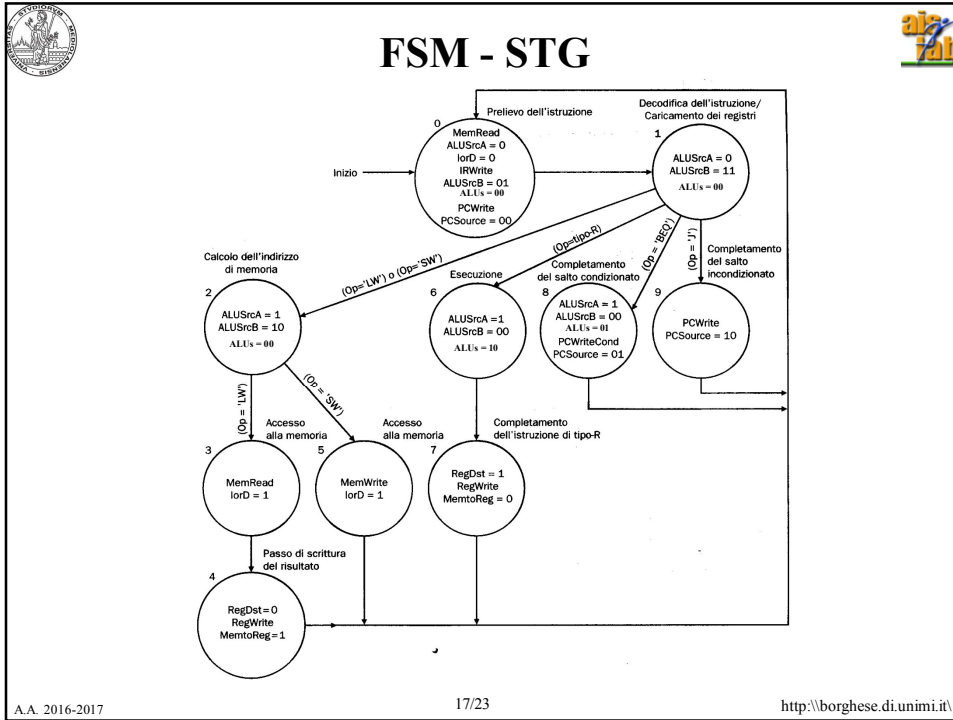 FSM - STG
Prelievo dell'istruzione
0
MemRead
ALUSrcA = 0
IorD = 0
IRWrite
ALUSrcB = 01
ALUs = 00
PCWrite
PCSource = 00
Inizio
Decodifica dell'istruzione/
Caricamento dei registri
1
ALUSrcA = 0
ALUSrcB = 11
ALUs = 00
(Op='LW') o (Op='SW')
(Op=tipo-R)
(Op = 'BEQ')
(Op = 'J')
Calcolo dell'indirizzo
di memoria
2
ALUSrcA = 1
ALUSrcB = 10
ALUs = 00
Esecuzione
6
ALUSrcA =1
ALUSrcB = 00
ALUs = 10
Completamento
del salto condizionato
8
ALUSrcA = 1
ALUSrcB = 00
ALUs = 01
PCWriteCond
PCSource = 01
Completamento
del salto
incondizionato
9
PCWrite
PCSource = 10
(Op = 'LW')
(Op = 'SW')
Accesso
alla memoria
3
MemRead
IorD = 1
Accesso
alla memoria
5
MemWrite
IorD = 1
Completamento
dell'istruzione di tipo-R
7
RegDst = 1
RegWrite
MemtoReg = 0
Passo di scrittura
del risultato
4
RegDst=0
RegWrite
MemtoReg=1
A.A. 2016-2017
17/23
http:\\borghese.di.unimi.it\